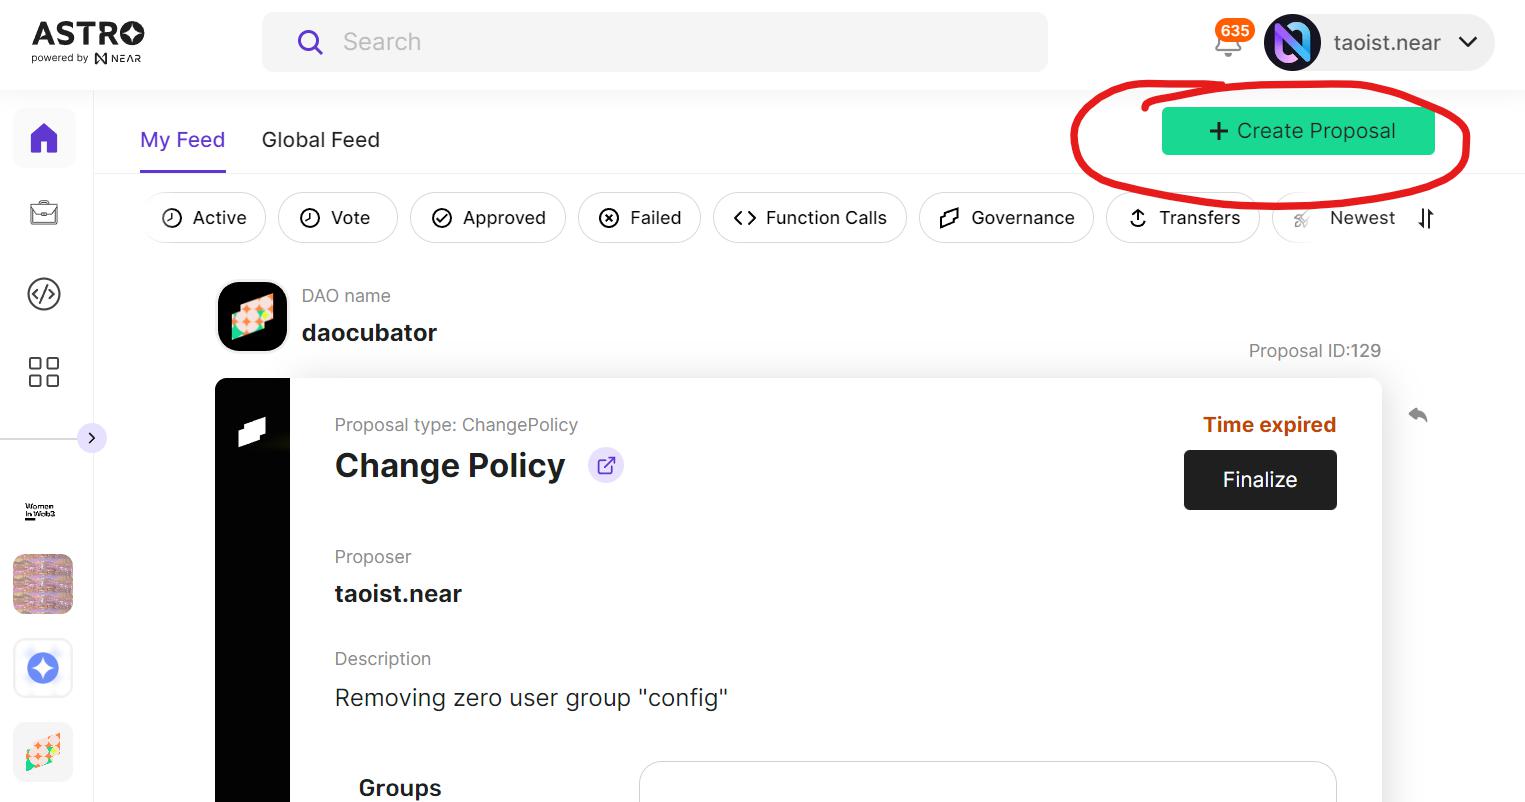 ASTRO
powered by NEAR
Search
635
taoist.near
My Feed
Global Feed
+ Create Proposal
Active
Vote
Approved
Failed
<> Function Calls
Governance
Transfers
Newest
DAO name
daocubator
Proposal ID:129
Proposal type: ChangePolicy
Time expired
Change Policy
Finalize
Proposer
taoist.near
Description
Removing zero user group "config"
Groups
Women
in Web3